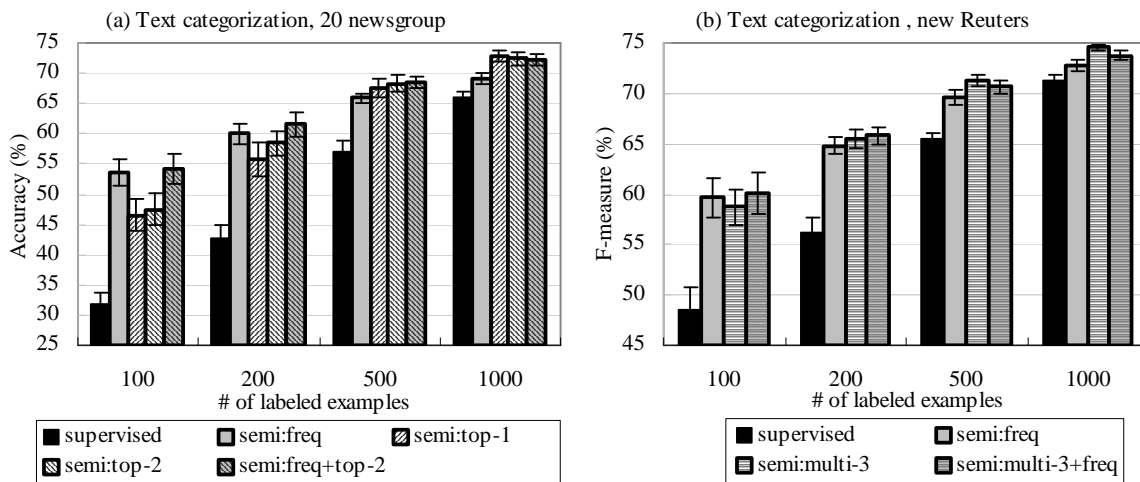 (a) Text categorization, 20 newsgroup
75
70
65
60
55
50
45
40
35
30
25
Accuracy (%)
100 200 500 1000
# of labeled examples
supervised semi:freq semi:top-1
semi:top-2 semi:freq+top-2
(b) Text categorization , new Reuters
75
70
65
60
55
50
45
F-measure (%)
100 200 500 1000
# of labeled examples
supervised semi:freq
semi:multi-3 semi:multi-3+freq